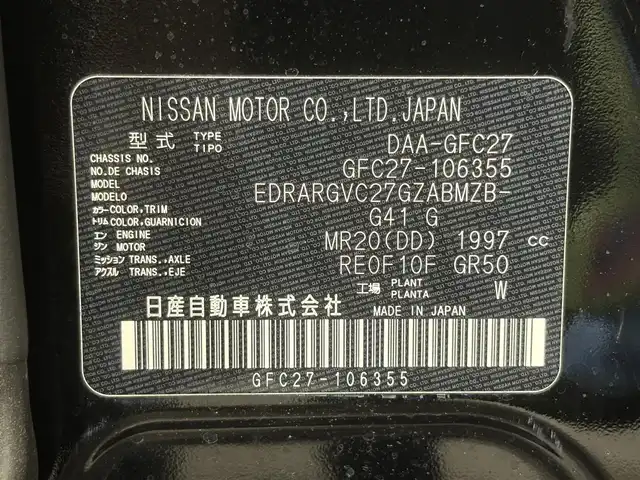 NISSAN MOTOR CO.,LTD.JAPAN
型式 TYPE TIPO DAA-GFC27
CHASSIS NO. NO.DE CHASIS GFC27-106355
MODEL MODELO EDRARGVC27GZABMZB-
カラー COLOR,TRIM トリム COLOR,GUARNICION G41 G
エン ENGINE ジン MOTOR MR20(DD) 1997 cc
ミッション TRANS.,AXLE アクスル TRANS.,EJE RE0F10F GR50
工場 PLANT PLANTA W
日産自動車株式会社 MADE IN JAPAN
GFC27-106355